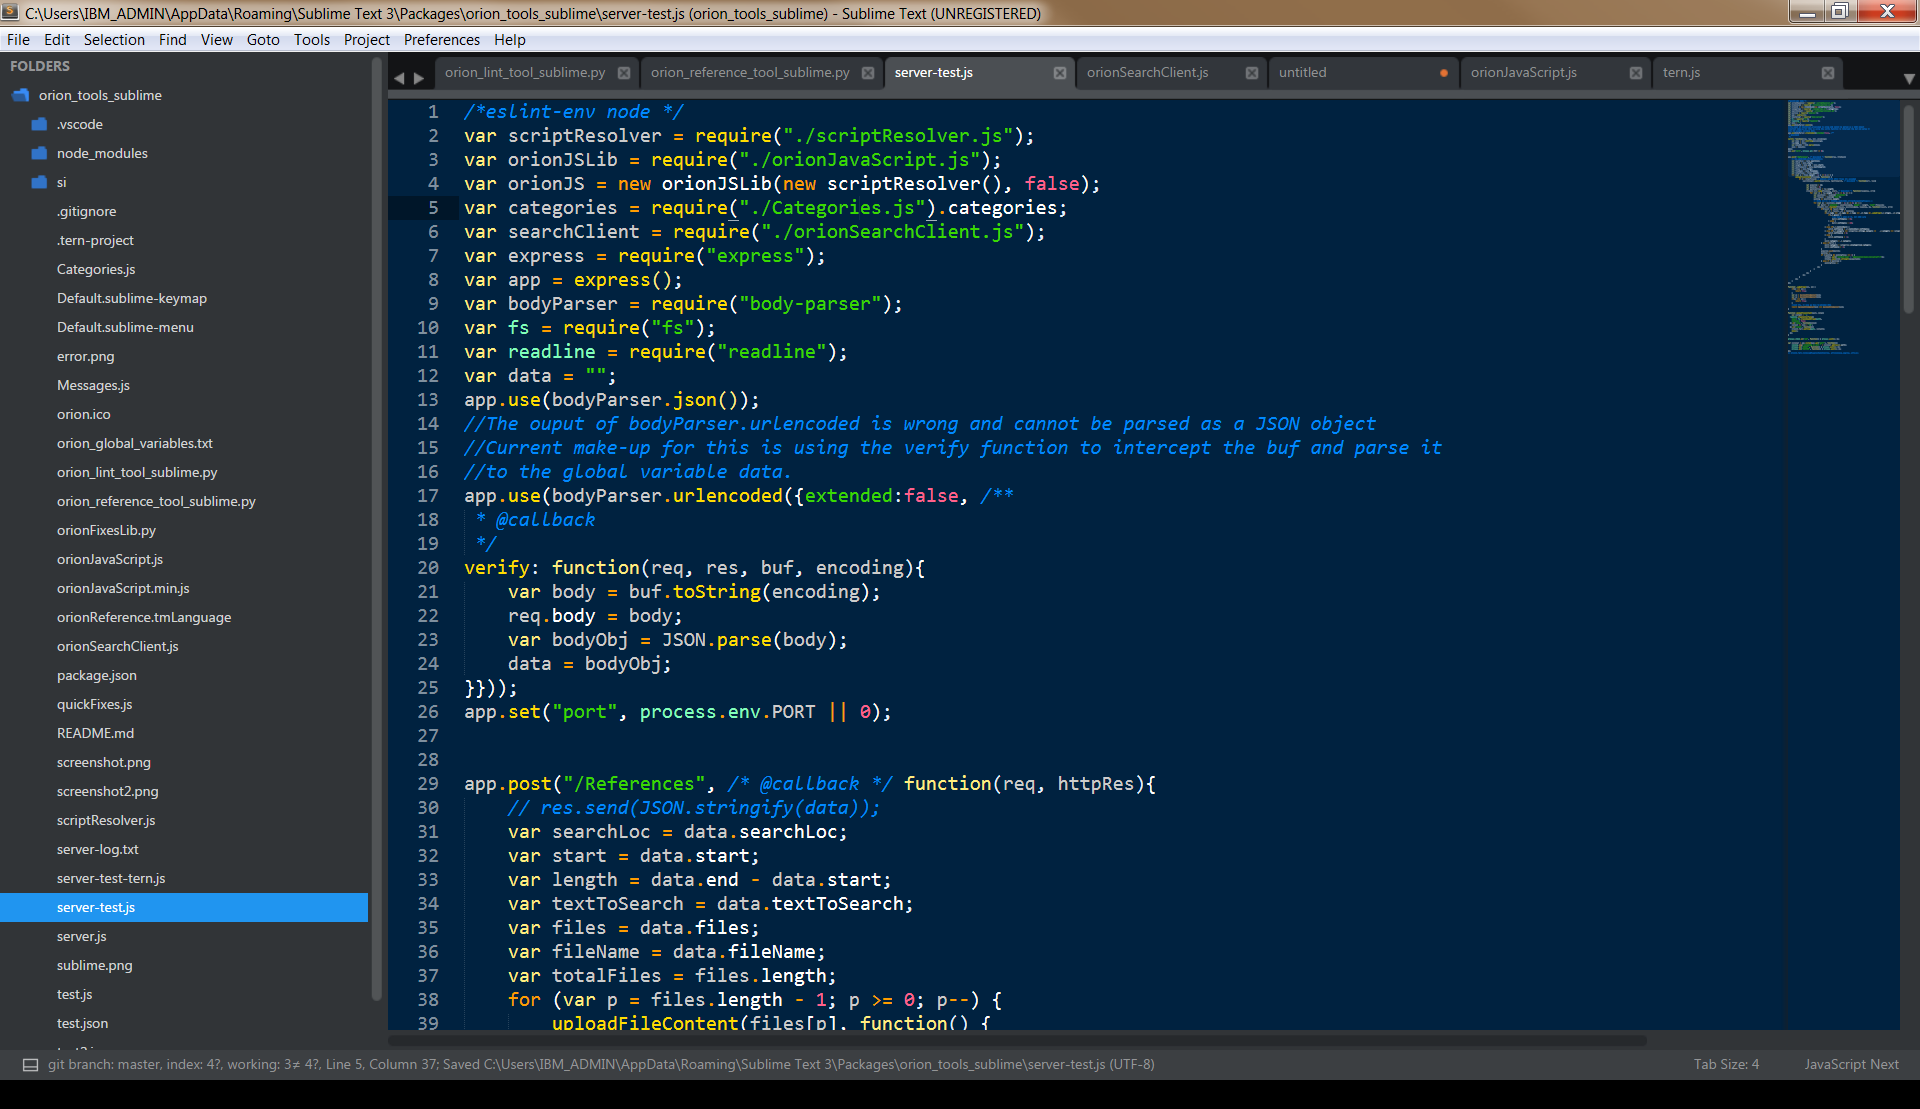 C:\Users\IBM_ADMIN\AppData\Roaming\Sublime Text 3\Packages\orion_tools_sublime\server-test.js (orion_tools_sublime) - Sublime Text (UNREGISTERED)
File Edit Selection Find View Goto Tools Project Preferences Help
FOLDERS
orion_tools_sublime
.vscode
node_modules
si
.gitignore
.tern-project
Categories.js
Default.sublime-keymap
Default.sublime-menu
error.png
Messages.js
orion.ico
orion_global_variables.txt
orion_lint_tool_sublime.py
orion_reference_tool_sublime.py
orionFixesLib.py
orionJavaScript.js
orionJavaScript.min.js
orionReference.tmLanguage
orionSearchClient.js
package.json
quickFixes.js
README.md
screenshot.png
screenshot2.png
scriptResolver.js
server-log.txt
server-test-tern.js
server-test.js
server.js
sublime.png
test.js
test.json
orion_lint_tool_sublime.py orion_reference_tool_sublime.py server-test.js orionSearchClient.js untitled orionJavaScript.js tern.js
1 /*eslint-env node */
2 var scriptResolver = require("./scriptResolver.js");
3 var orionJSLib = require("./orionJavaScript.js");
4 var orionJS = new orionJSLib(new scriptResolver(), false);
5 var categories = require("./Categories.js").categories;
6 var searchClient = require("./orionSearchClient.js");
7 var express = require("express");
8 var app = express();
9 var bodyParser = require("body-parser");
10 var fs = require("fs");
11 var readline = require("readline");
12 var data = "";
13 app.use(bodyParser.json());
14 //The ouput of bodyParser.urlencoded is wrong and cannot be parsed as a JSON object
15 //Current make-up for this is using the verify function to intercept the buf and parse it
16 //to the global variable data.
17 app.use(bodyParser.urlencoded({extended:false, /**
18 * @callback
19 */
20 verify: function(req, res, buf, encoding){
21 var body = buf.toString(encoding);
22 req.body = body;
23 var bodyObj = JSON.parse(body);
24 data = bodyObj;
25 }}));
26 app.set("port", process.env.PORT || 0);
27
28
29 app.post("/References", /* @callback */ function(req, httpRes){
30 // res.send(JSON.stringify(data));
31 var searchLoc = data.searchLoc;
32 var start = data.start;
33 var length = data.end - data.start;
34 var textToSearch = data.textToSearch;
35 var files = data.files;
36 var fileName = data.fileName;
37 var totalFiles = files.length;
38 for (var p = files.length - 1; p >= 0; p--) {
39 uploadFileContent(files[p], function() {
git branch: master, index: 4?, working: 3≠ 4?, Line 5, Column 37; Saved C:\Users\IBM_ADMIN\AppData\Roaming\Sublime Text 3\Packages\orion_tools_sublime\server-test.js (UTF-8)
Tab Size: 4
JavaScript Next